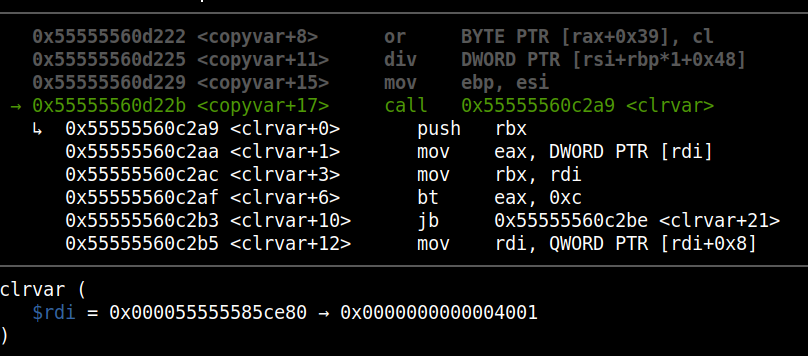 0x55555560d222 <copyvar+8> or BYTE PTR [rax+0x39], cl
0x55555560d225 <copyvar+11> div DWORD PTR [rsi+rbp*1+0x48]
0x55555560d229 <copyvar+15> mov ebp, esi
→ 0x55555560d22b <copyvar+17> call 0x55555560c2a9 <clrvar>
↳ 0x55555560c2a9 <clrvar+0> push rbx
0x55555560c2aa <clrvar+1> mov eax, DWORD PTR [rdi]
0x55555560c2ac <clrvar+3> mov rbx, rdi
0x55555560c2af <clrvar+6> bt eax, 0xc
0x55555560c2b3 <clrvar+10> jb 0x55555560c2be <clrvar+21>
0x55555560c2b5 <clrvar+12> mov rdi, QWORD PTR [rdi+0x8]
clrvar (
$rdi = 0x000055555585ce80 → 0x0000000000004001
)